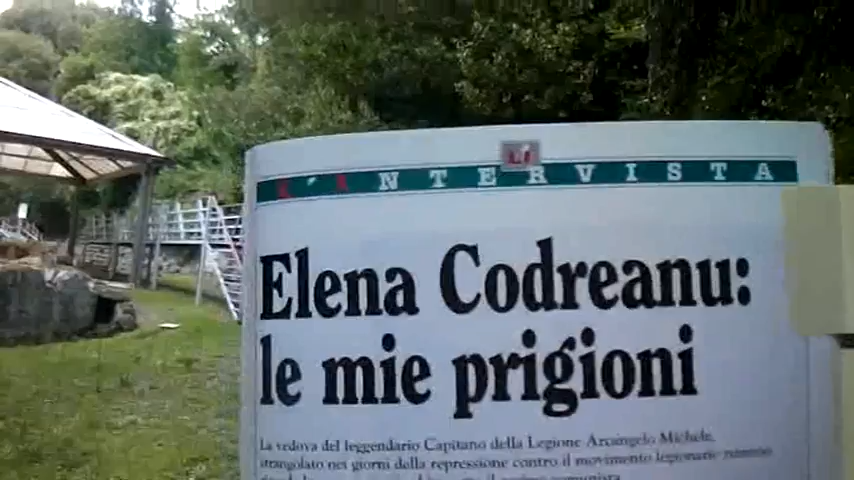 L'INTERVISTA
Elena Codreanu:
le mie prigioni
La vedova del leggendario Capitano della Legione Arcangelo Michele,
strangolato nei giorni della repressione contro il movimento legionario